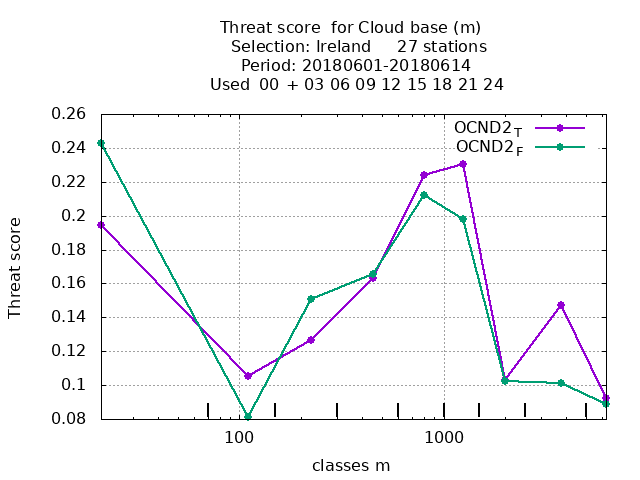 Threat score  for Cloud base (m)
Selection: Ireland     27 stations
Period: 20180601-20180614
Used  00 + 03 06 09 12 15 18 21 24
OCND2T
OCND2F
0.26
0.24
0.22
0.2
0.18
0.16
0.14
0.12
0.1
0.08
Threat score
100
1000
classes m